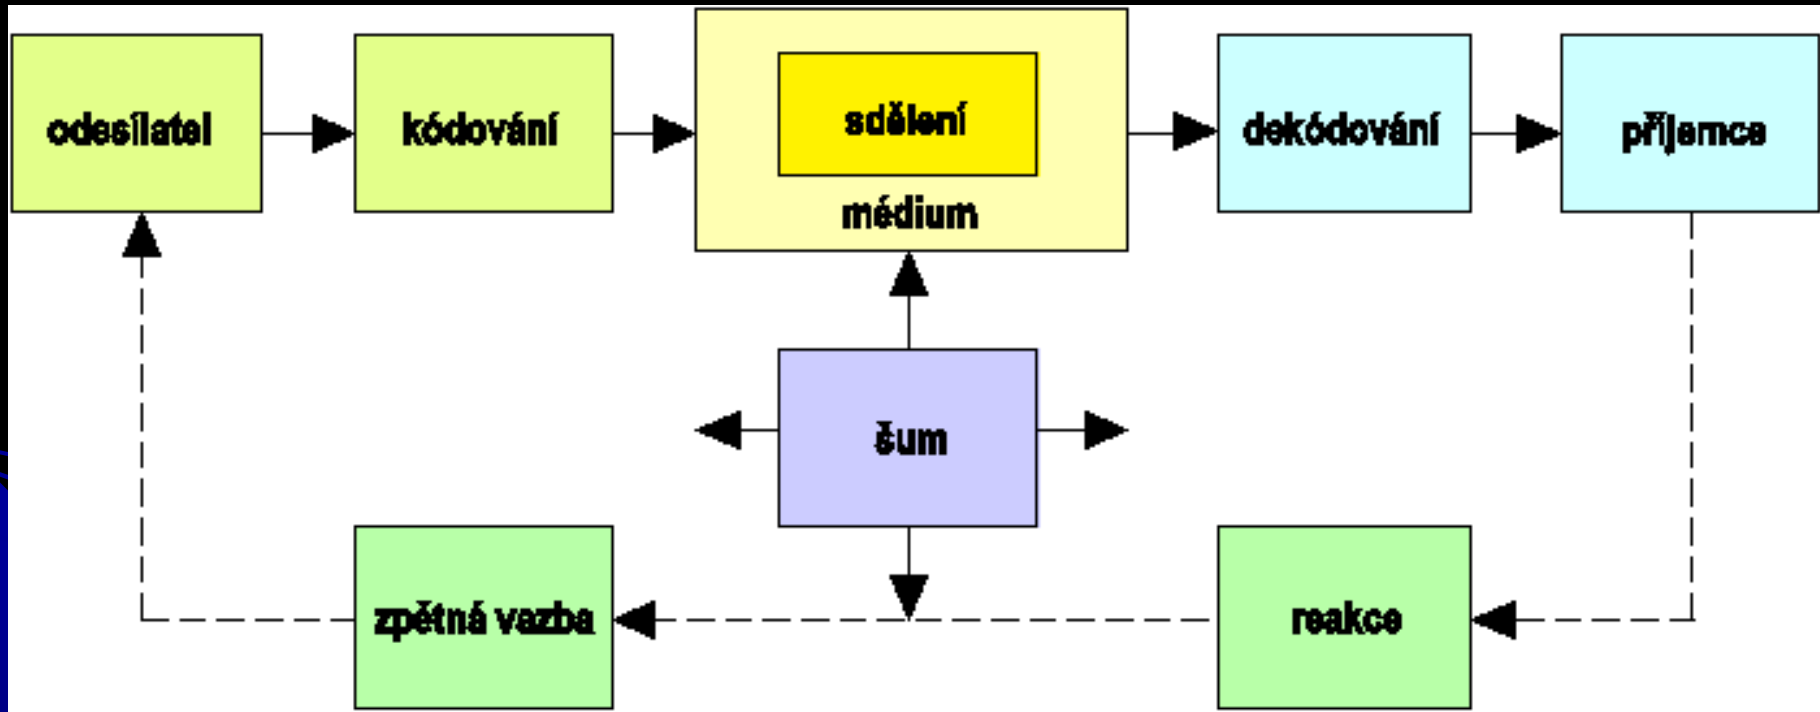 odesílatel
kódování
sdělení
médium
dekódování
příjemce
šum
zpětná vazba
reakce